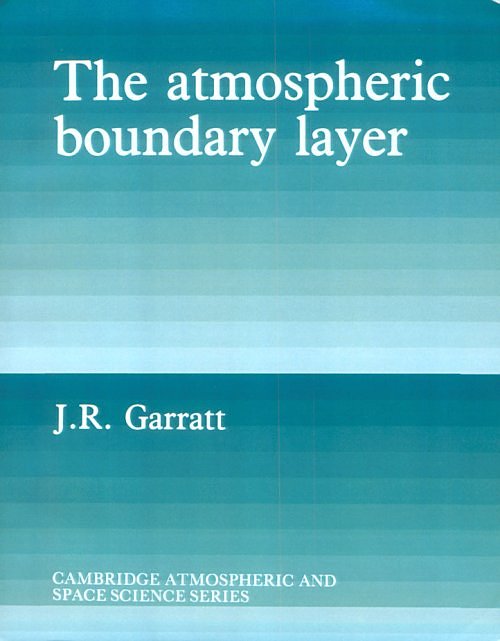 The atmospheric
boundary layer
J.R. Garratt
CAMBRIDGE ATMOSPHERIC AND
SPACE SCIENCE SERIES